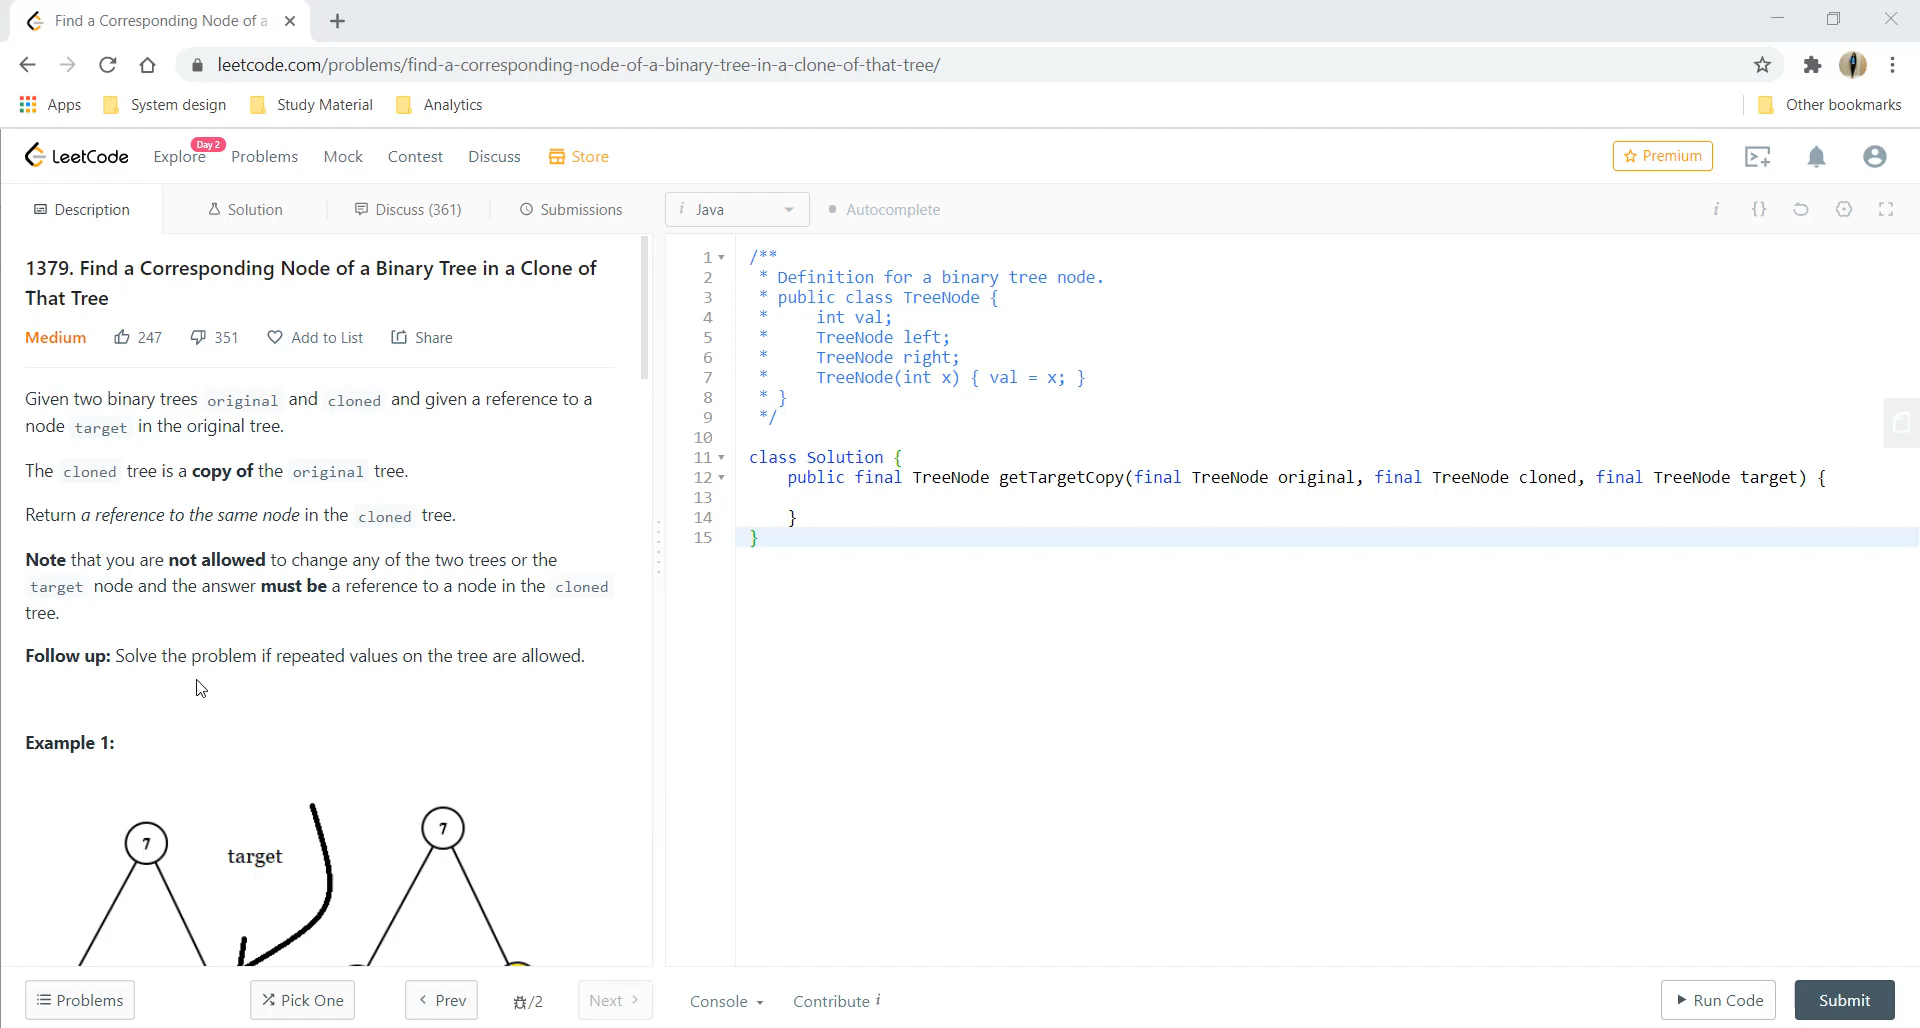 Find a Corresponding Node of a
leetcode.com/problems/find-a-corresponding-node-of-a-binary-tree-in-a-clone-of-that-tree/
Apps System design Study Material Analytics Other bookmarks
LeetCode Explore Day 2 Problems Mock Contest Discuss Store Premium
Description Solution Discuss (361) Submissions i Java Autocomplete i {}
1379. Find a Corresponding Node of a Binary Tree in a Clone of
That Tree
Medium 247 351 Add to List Share
Given two binary trees original and cloned and given a reference to a
node target in the original tree.
The cloned tree is a copy of the original tree.
Return a reference to the same node in the cloned tree.
Note that you are not allowed to change any of the two trees or the
target node and the answer must be a reference to a node in the cloned
tree.
Follow up: Solve the problem if repeated values on the tree are allowed.
Example 1:
7 target 7
1 /**
2 * Definition for a binary tree node.
3 * public class TreeNode {
4 * int val;
5 * TreeNode left;
6 * TreeNode right;
7 * TreeNode(int x) { val = x; }
8 * }
9 */
10
11 class Solution {
12 public final TreeNode getTargetCopy(final TreeNode original, final TreeNode cloned, final TreeNode target) {
13
14 }
15 }
Problems Pick One < Prev /2 Next > Console Contribute i Run Code Submit